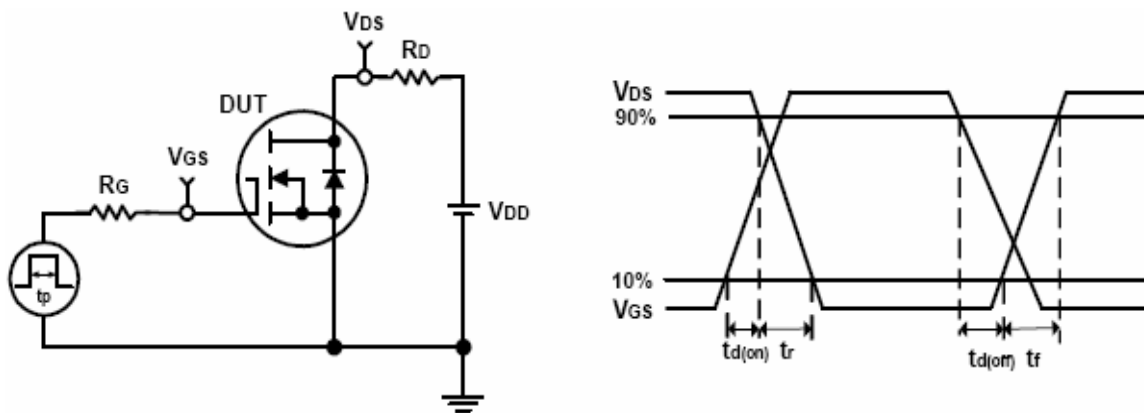 VDS
RD
DUT
VGS
RG
VDD
tp
VDS
90%
10%
VGS
td(on) tr
td(off) tf